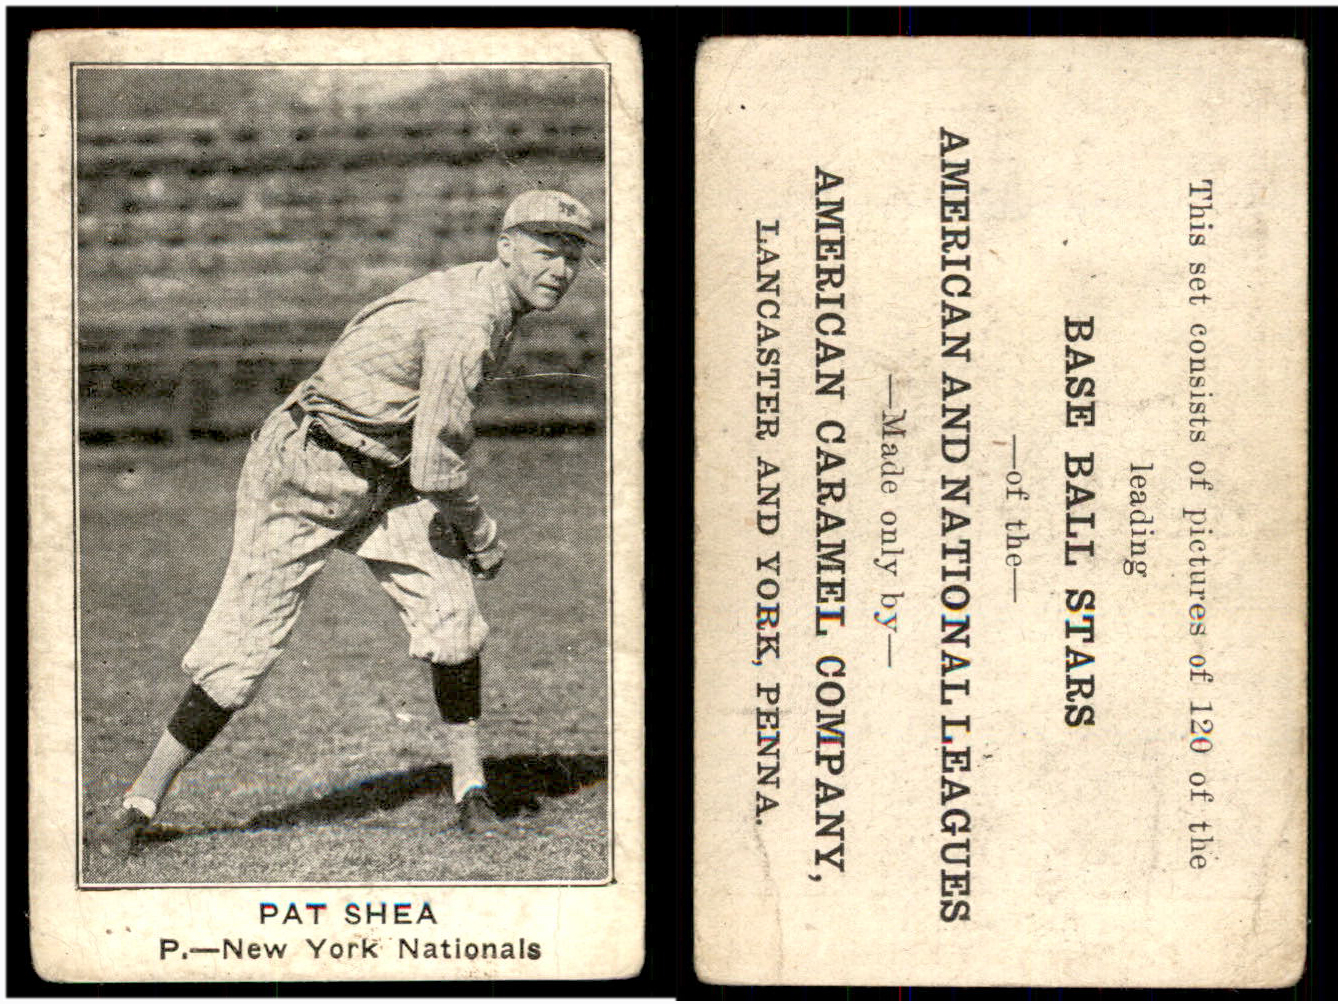 PAT SHEA
P.—New York Nationals
This set consists of pictures of 120 of the
leading
BASE BALL STARS
—of the—
AMERICAN AND NATIONAL LEAGUES
—Made only by—
AMERICAN CARAMEL COMPANY,
LANCASTER AND YORK, PENNA.